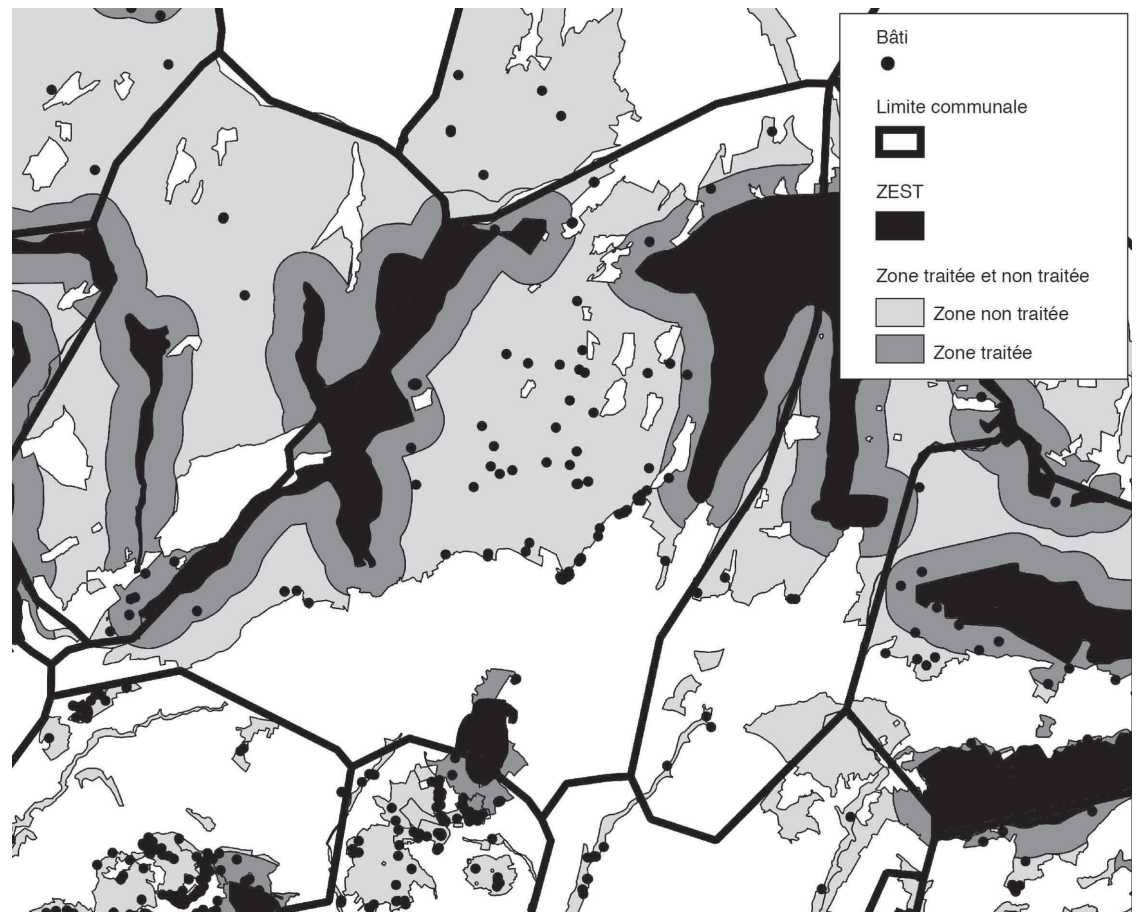 Bâti
Limite communale
ZEST
Zone traitée et non traitée
Zone non traitée
Zone traitée